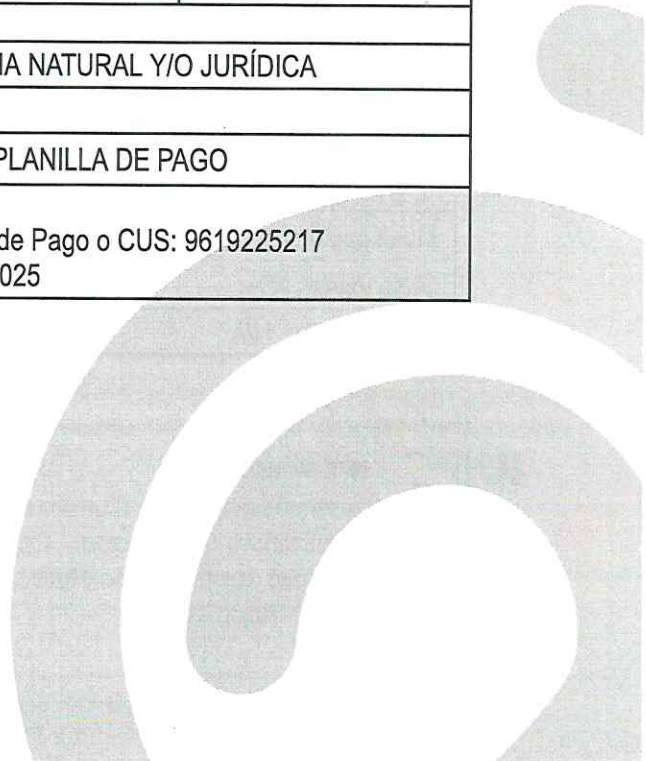 IA NATURAL Y/O JURÍDICA
PLANILLA DE PAGO
de Pago o CUS: 9619225217
025